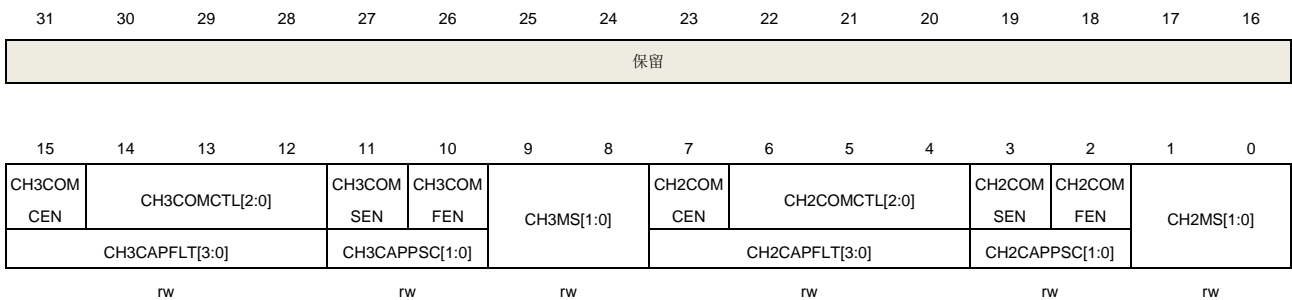 31 30 29 28 27 26 25 24 23 22 21 20 19 18 17 16
保留
15 14 13 12 11 10 9 8 7 6 5 4 3 2 1 0
CH3COM CEN CH3COMCTL[2:0] CH3COM SEN CH3COM FEN CH3MS[1:0] CH2COM CEN CH2COMCTL[2:0] CH2COM SEN CH2COM FEN CH2MS[1:0]
CH3CAPFLT[3:0] CH3CAPPSC[1:0] CH2CAPFLT[3:0] CH2CAPPSC[1:0]
rw rw rw rw rw rw